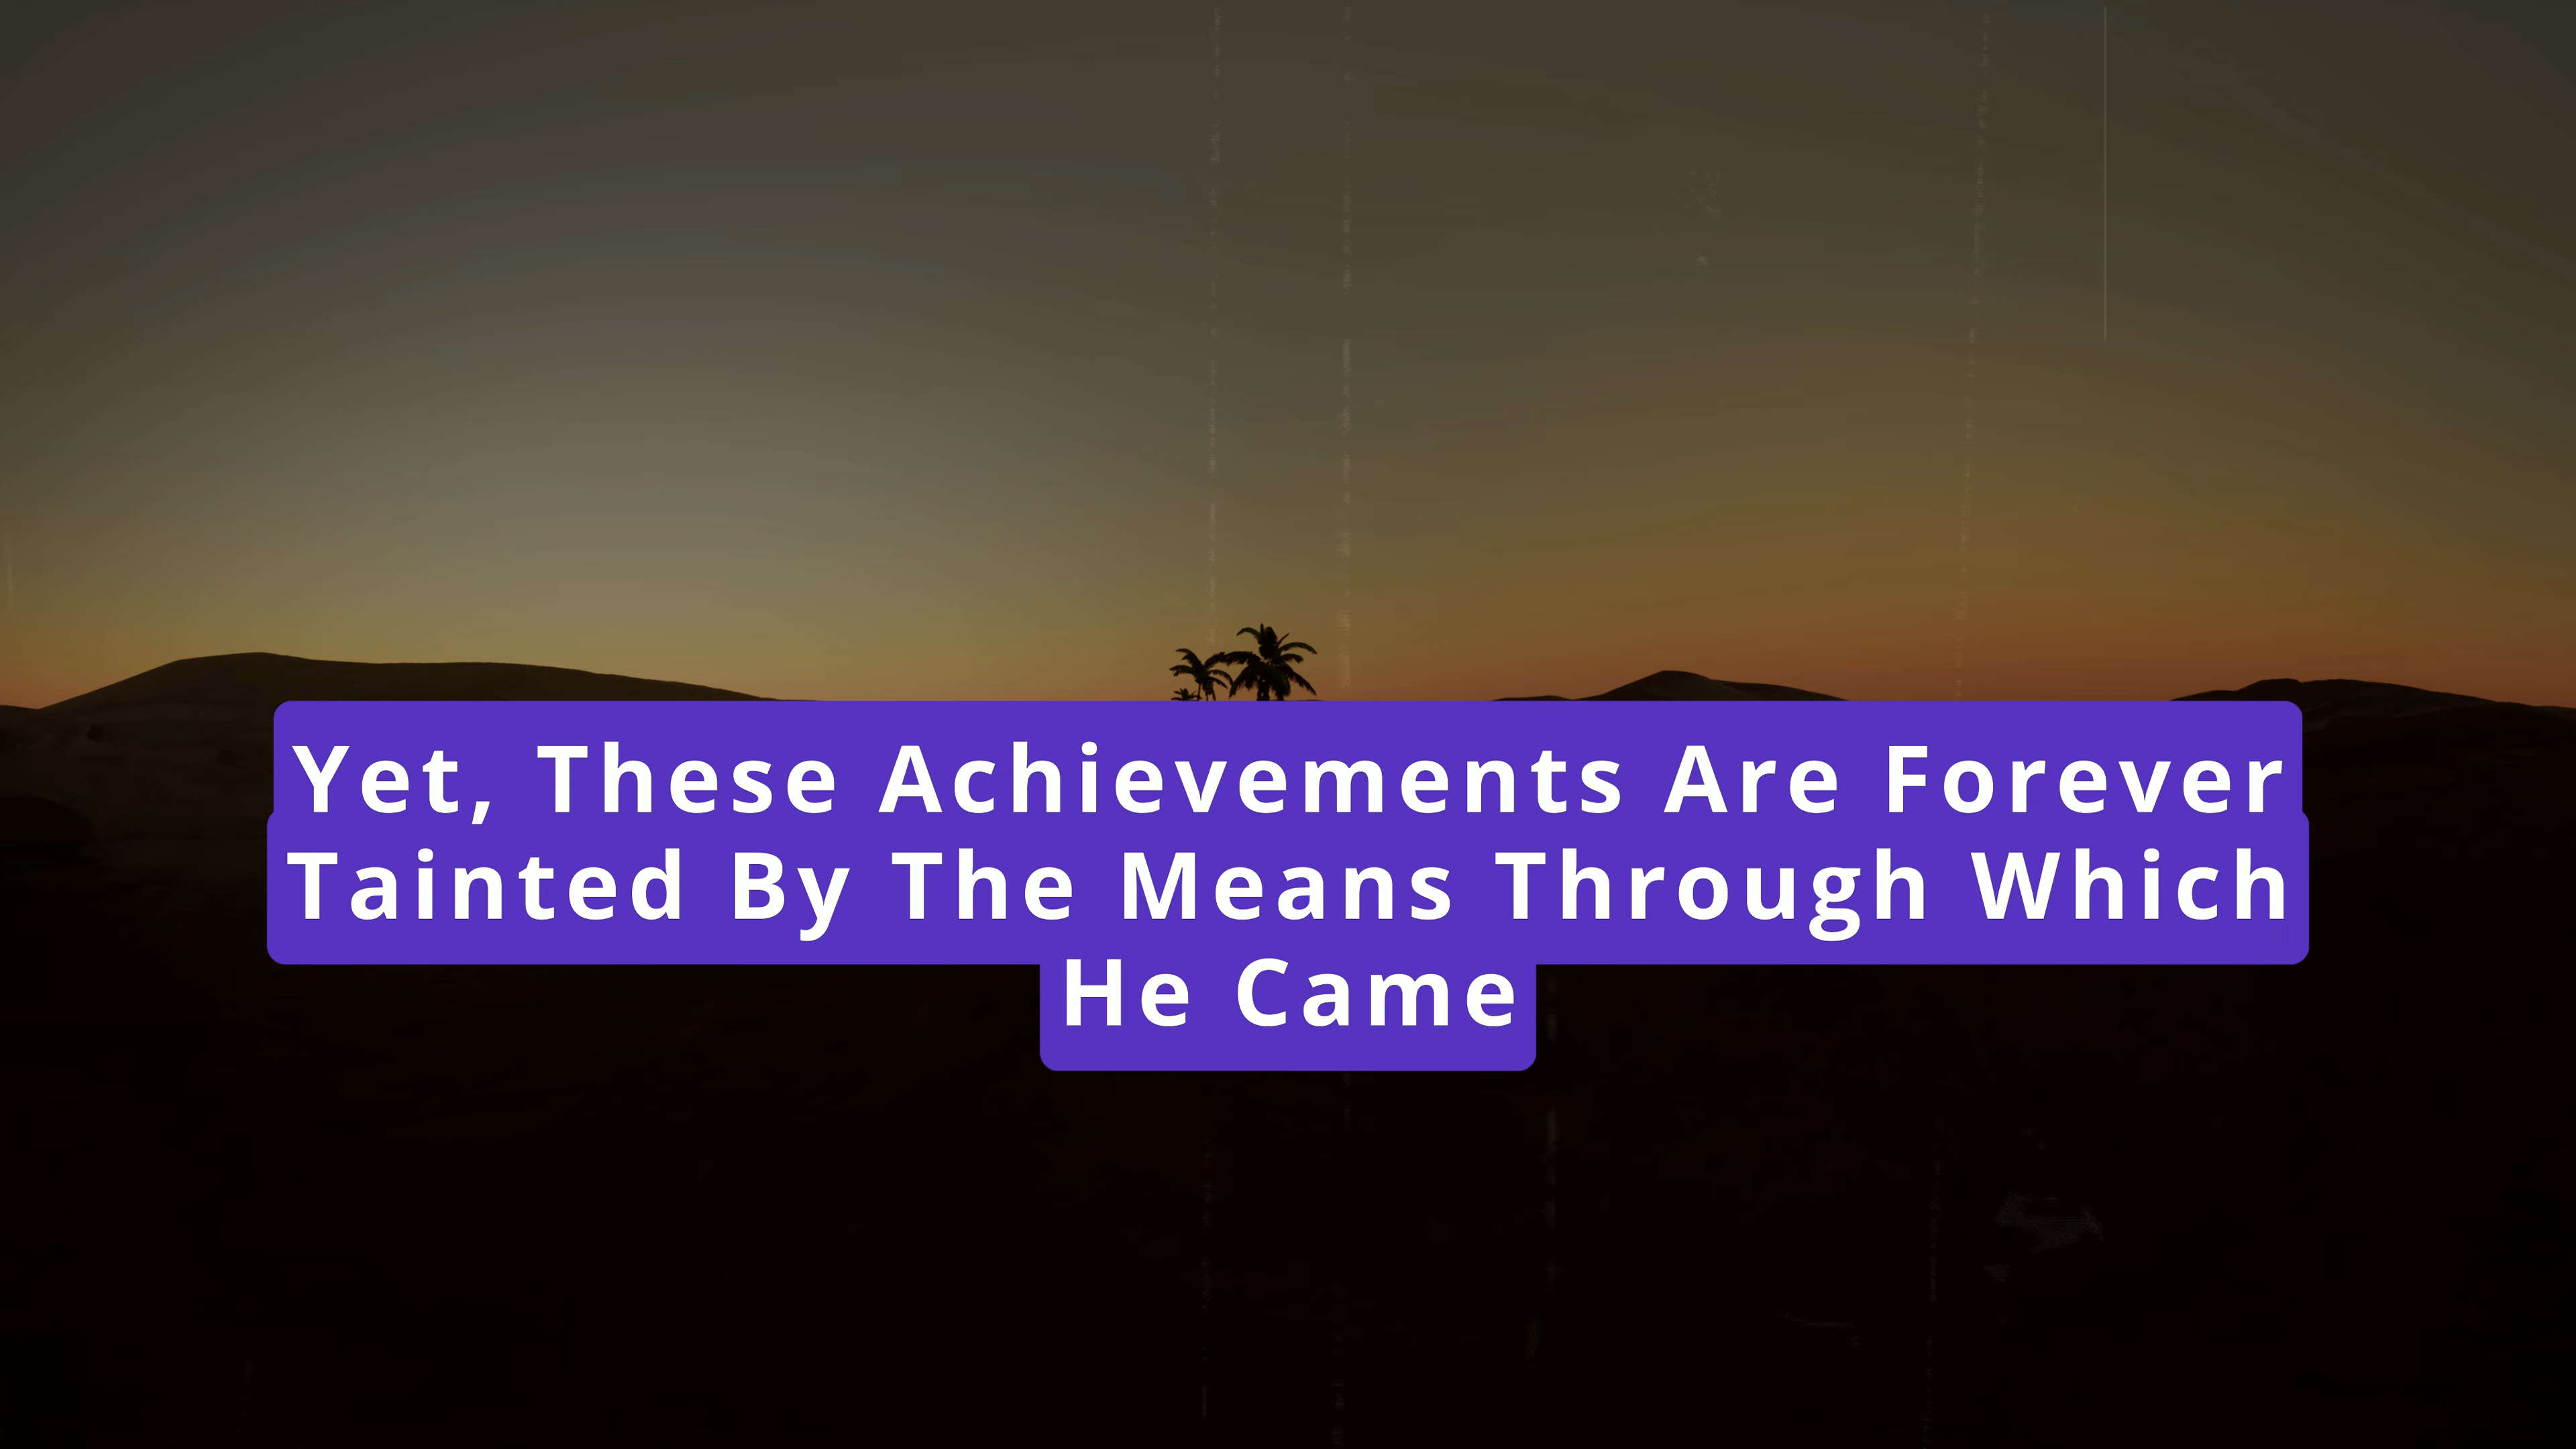 Yet, These Achievements Are Forever
Tainted By The Means Through Which
He Came